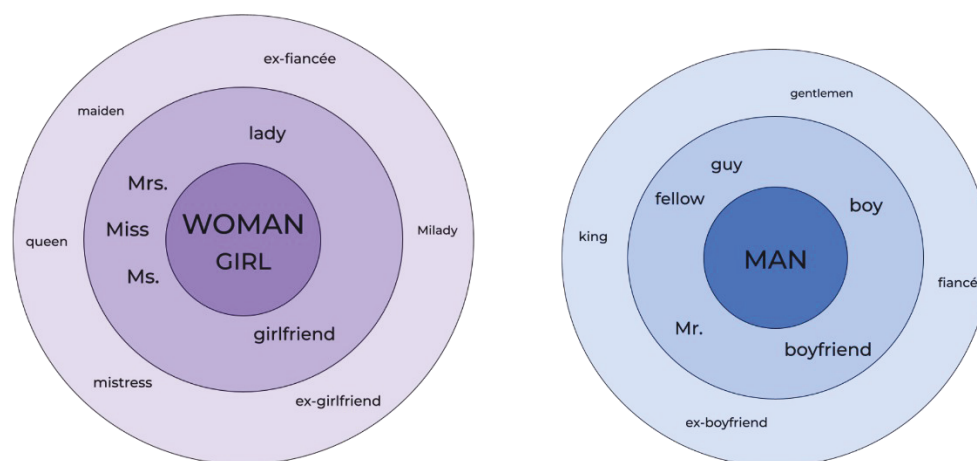 ex-fiancée
maiden
lady
Mrs.
Miss
Ms.
WOMAN
GIRL
queen
Milady
girlfriend
mistress
ex-girlfriend
gentlemen
guy
fellow
boy
king
MAN
fiancé
Mr.
boyfriend
ex-boyfriend